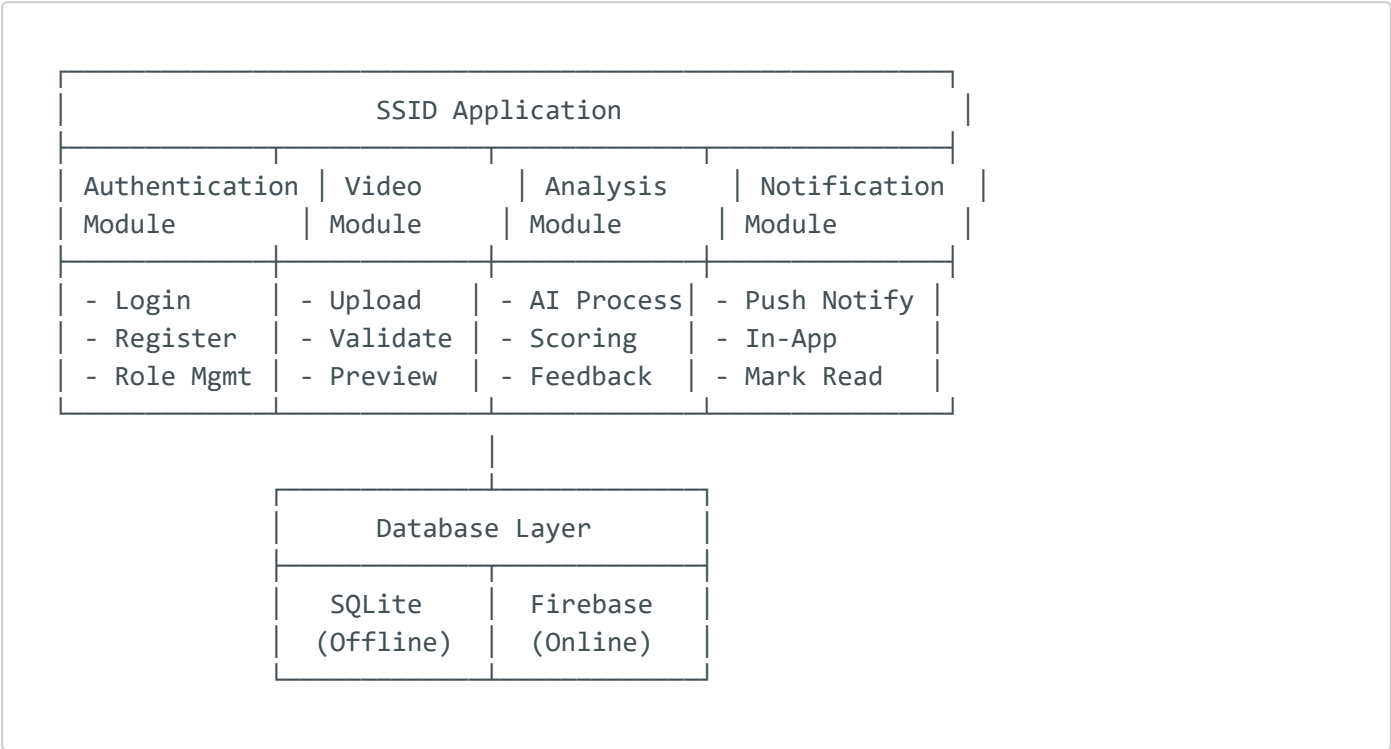 SSID Application
Authentication Video Analysis Notification
Module Module Module Module
- Login - Upload - AI Process - Push Notify
- Register - Validate - Scoring - In-App
- Role Mgmt - Preview - Feedback - Mark Read
Database Layer
SQLite Firebase
(Offline) (Online)